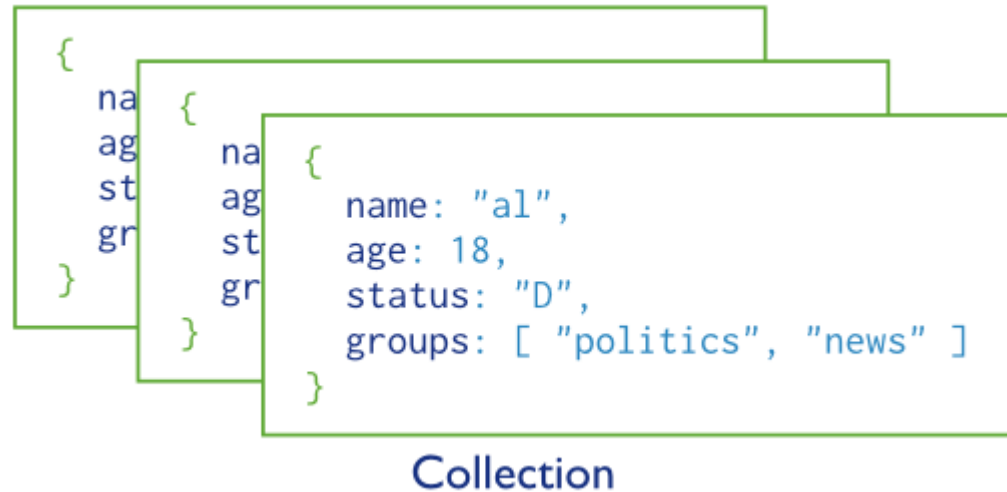 {
na
ag
st
gr
}
{
na
ag
st
gr
}
{
name: "al",
age: 18,
status: "D",
groups: [ "politics", "news" ]
}
Collection